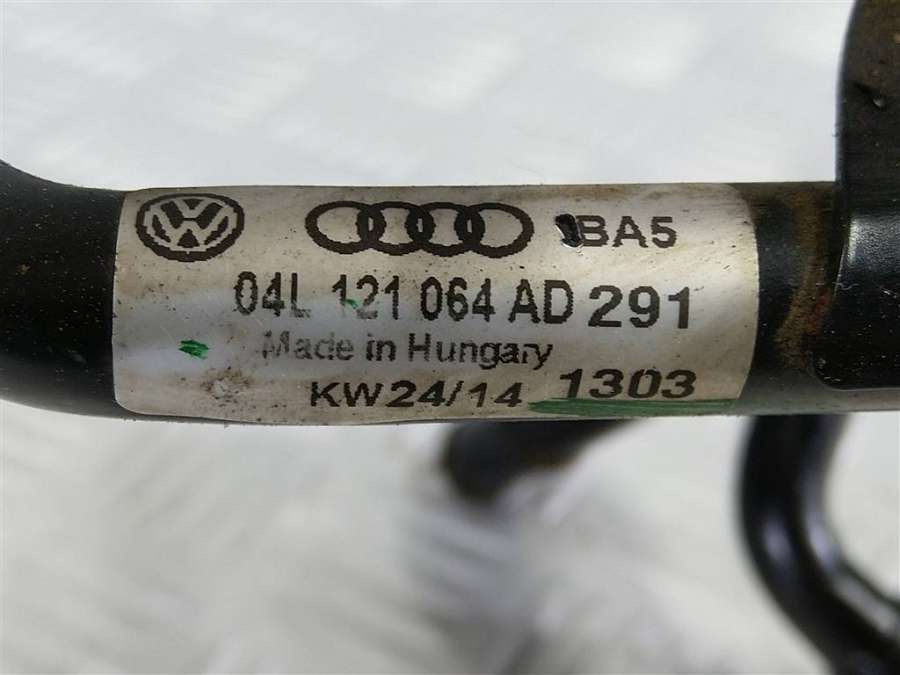 BA5
04L 121 064 AD 291
Made in Hungary
KW24/14 1303